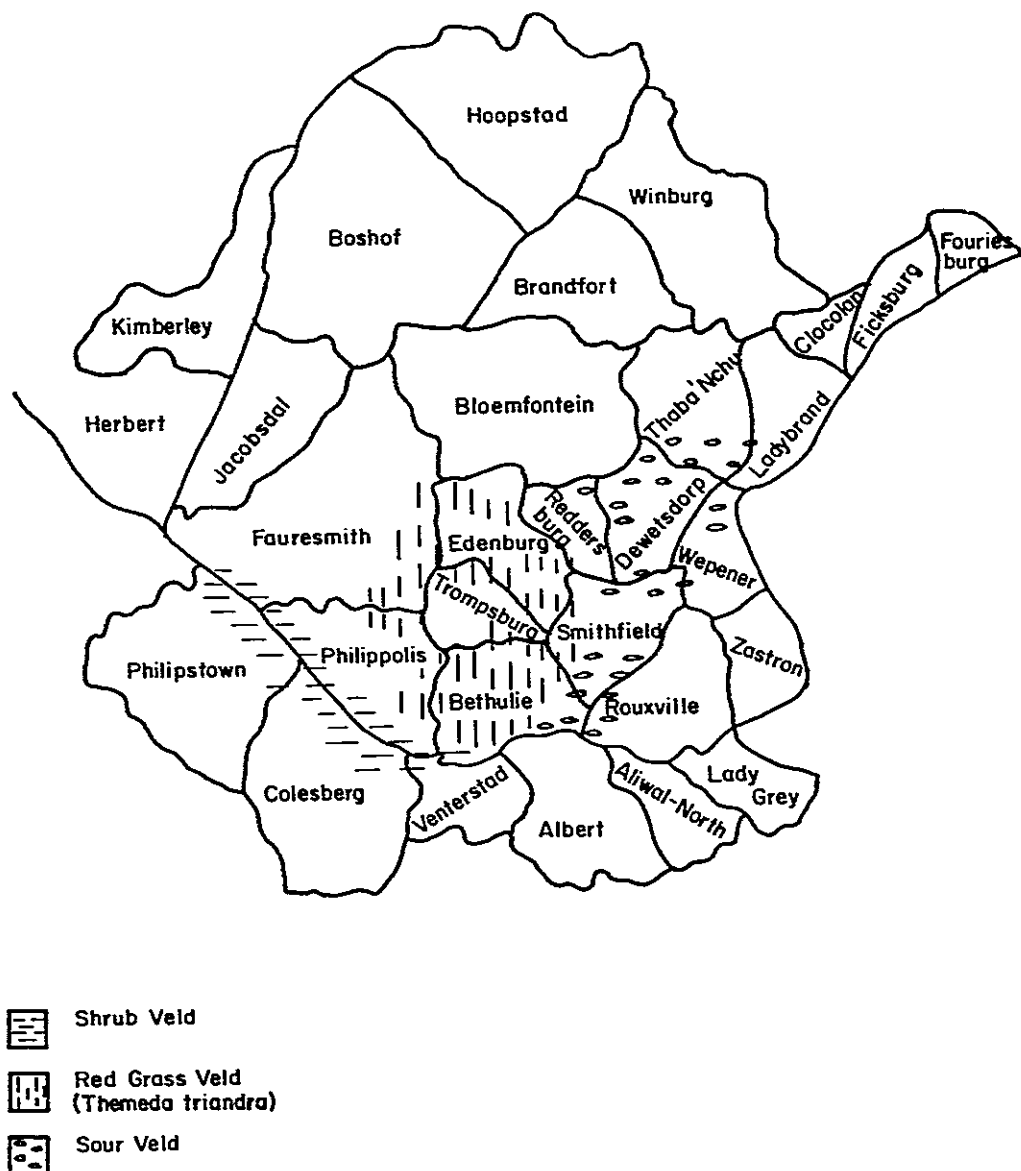 Hoopstad
Winburg
Boshof
Fouries
burg
Brandfort
Kimberley
Clocolan
Ficksburg
Thaba'Nchu
Bloemfontein
Herbert
Jacobsdal
Ladybrand
Redders
burg
Dewetsdorp
Fauresmith
Edenburg
Wepener
Trompsburg
Smithfield
Zastron
Philipstown
Philippolis
Bethulie
Rouxville
Colesberg
Venterstad
Albert
Aliwal-North
Lady
Grey
Shrub Veld
Red Grass Veld
(Themeda triandra)
Sour Veld